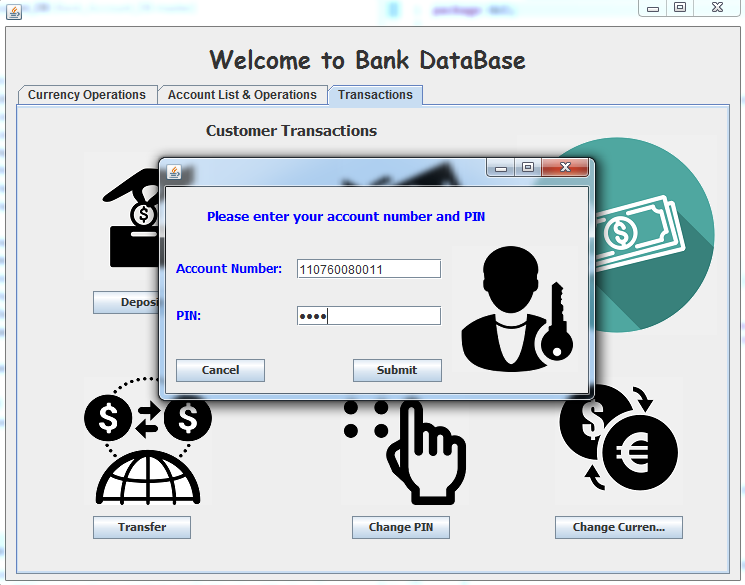 Welcome to Bank DataBase
Currency Operations
Account List & Operations
Transactions
Customer Transactions
Please enter your account number and PIN
Account Number:
110760080011
PIN:
••••
Cancel
Submit
Deposi
$
$
$
$
$
€
Transfer
Change PIN
Change Curren...